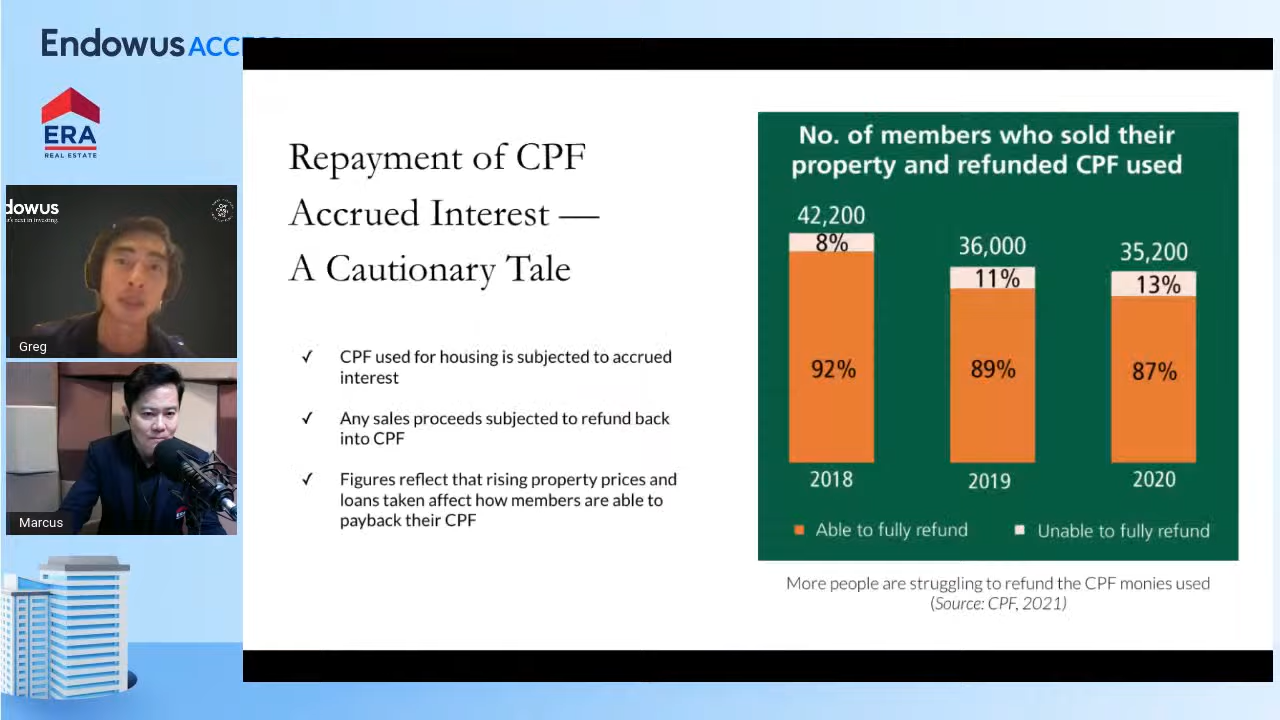 Endowus ACC
ERA
REAL ESTATE
dowus
Greg
Marcus
Repayment of CPF
Accrued Interest —
A Cautionary Tale
✓ CPF used for housing is subjected to accrued
interest
✓ Any sales proceeds subjected to refund back
into CPF
✓ Figures reflect that rising property prices and
loans taken affect how members are able to
payback their CPF
No. of members who sold their
property and refunded CPF used
42,200
8%
92%
2018
36,000
11%
89%
2019
35,200
13%
87%
2020
Able to fully refund
Unable to fully refund
More people are struggling to refund the CPF monies used
(Source: CPF, 2021)